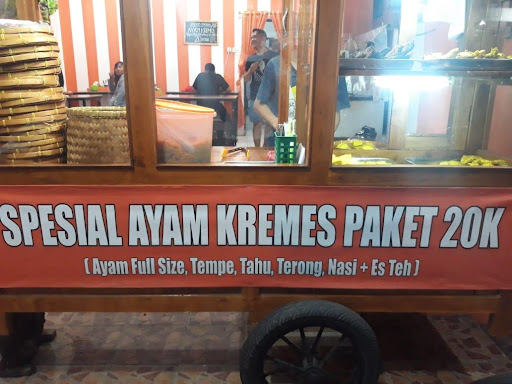 SPESIAL AYAM KREMES PAKET 20K
( Ayam Full Size, Tempe, Tahu, Terong, Nasi + Es Teh )